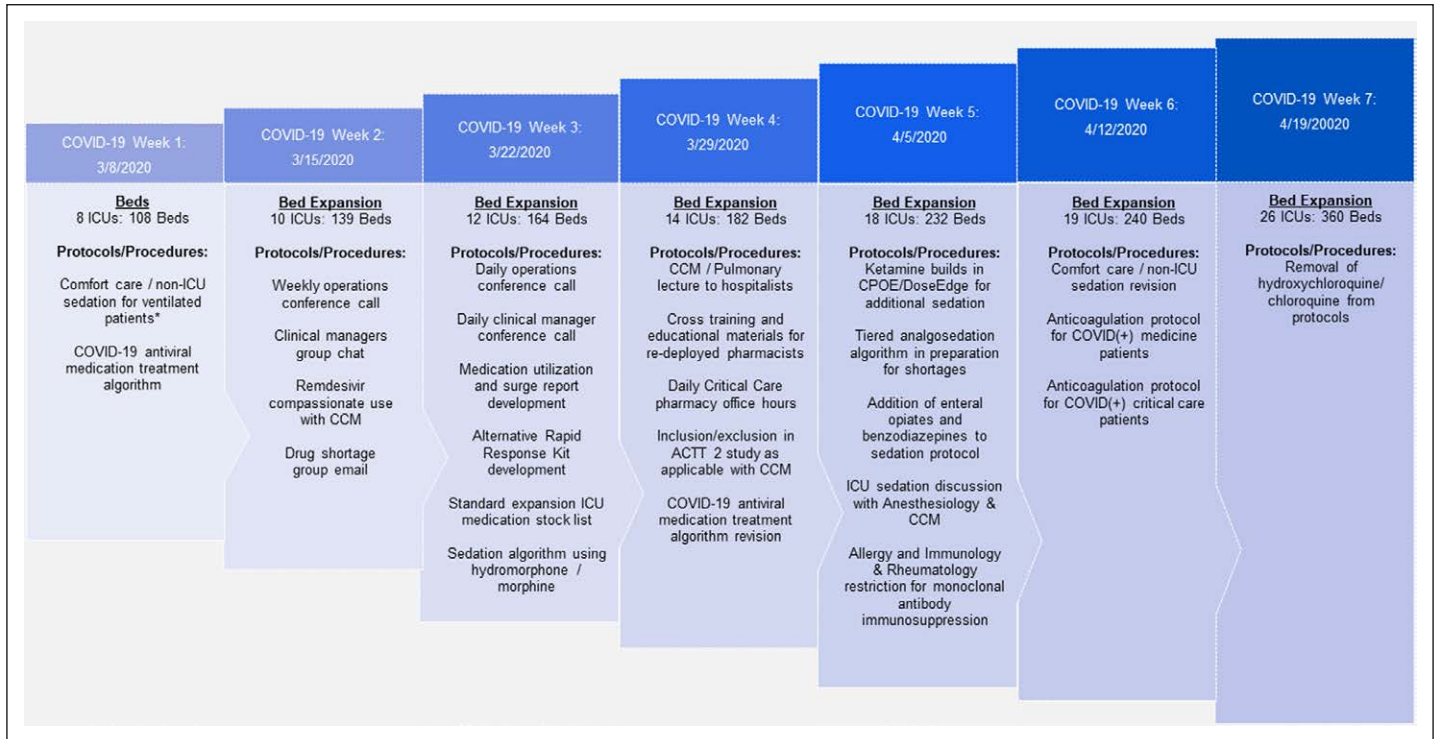 COVID-19 Week 1:
3/8/2020
Beds
8 ICUs: 108 Beds
Protocols/Procedures:
Comfort care / non-ICU
sedation for ventilated
patients*
COVID-19 antiviral
medication treatment
algorithm
COVID-19 Week 2:
3/15/2020
Bed Expansion
10 ICUs: 139 Beds
Protocols/Procedures:
Weekly operations
conference call
Clinical managers
group chat
Remdesivir
compassionate use
with CCM
Drug shortage
group email
COVID-19 Week 3:
3/22/2020
Bed Expansion
12 ICUs: 164 Beds
Protocols/Procedures:
Daily operations
conference call
Daily clinical manager
conference call
Medication utilization
and surge report
development
Alternative Rapid
Response Kit
development
Standard expansion ICU
medication stock list
Sedation algorithm using
hydromorphone /
morphine
COVID-19 Week 4:
3/29/2020
Bed Expansion
14 ICUs: 182 Beds
Protocols/Procedures:
CCM / Pulmonary
lecture to hospitalists
Cross training and
educational materials for
re-deployed pharmacists
Daily Critical Care
pharmacy office hours
Inclusion/exclusion in
ACTT 2 study as
applicable with CCM
COVID-19 antiviral
medication treatment
algorithm revision
COVID-19 Week 5:
4/5/2020
Bed Expansion
18 ICUs: 232 Beds
Protocols/Procedures:
Ketamine builds in
CPOE/DoseEdge for
additional sedation
Tiered analgosedation
algorithm in preparation
for shortages
Addition of enteral
opiates and
benzodiazepines to
sedation protocol
ICU sedation discussion
with Anesthesiology &
CCM
Allergy and Immunology
& Rheumatology
restriction for monoclonal
antibody
immunosuppression
COVID-19 Week 6:
4/12/2020
Bed Expansion
19 ICUs: 240 Beds
Protocols/Procedures:
Comfort care / non-ICU
sedation revision
Anticoagulation protocol
for COVID(+) medicine
patients
Anticoagulation protocol
for COVID(+) critical care
patients
COVID-19 Week 7:
4/19/20020
Bed Expansion
26 ICUs: 360 Beds
Protocols/Procedures:
Removal of
hydroxychloroquine/
chloroquine from
protocols